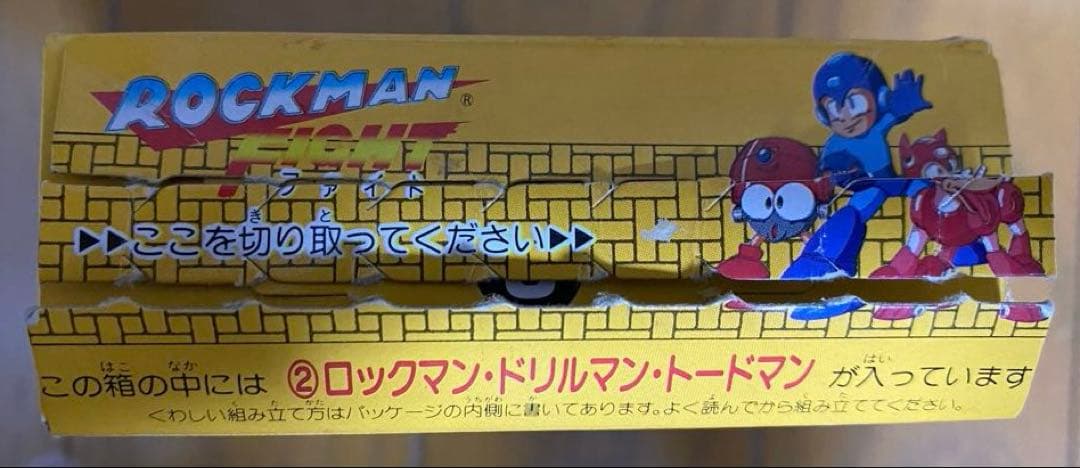 ROCKMAN®
FIGHT
ファイト
▶▶ここを切り取ってください▶▶
この箱の中には ②ロックマン・ドリルマン・トードマン が入っています
くわしい組み立て方はパッケージの内側に書いてあります。よく読んでから組み立ててください。